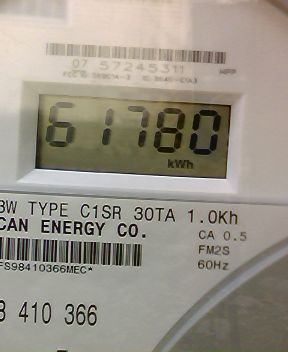 07 57245311
61780
kWh
3W TYPE C1SR 30TA 1.0Kh
CAN ENERGY CO.
CA 0.5
FM2S
FS98410366MEC*
60Hz
410 366